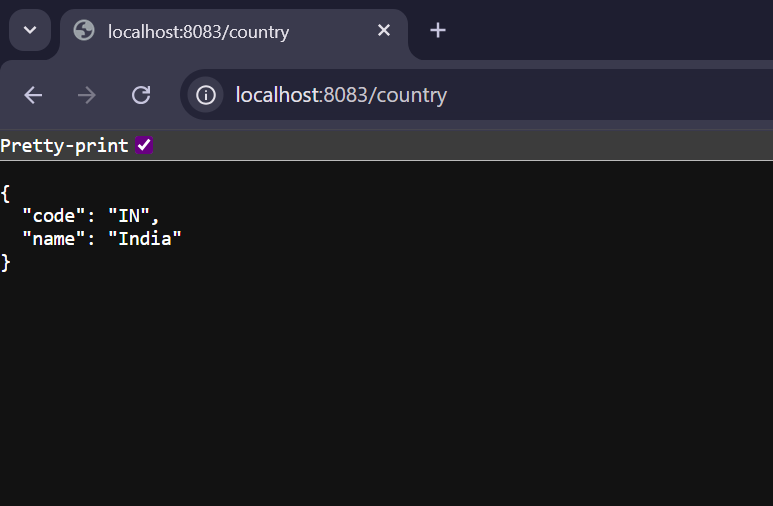 localhost:8083/country
localhost:8083/country
Pretty-print
{
  "code": "IN",
  "name": "India"
}